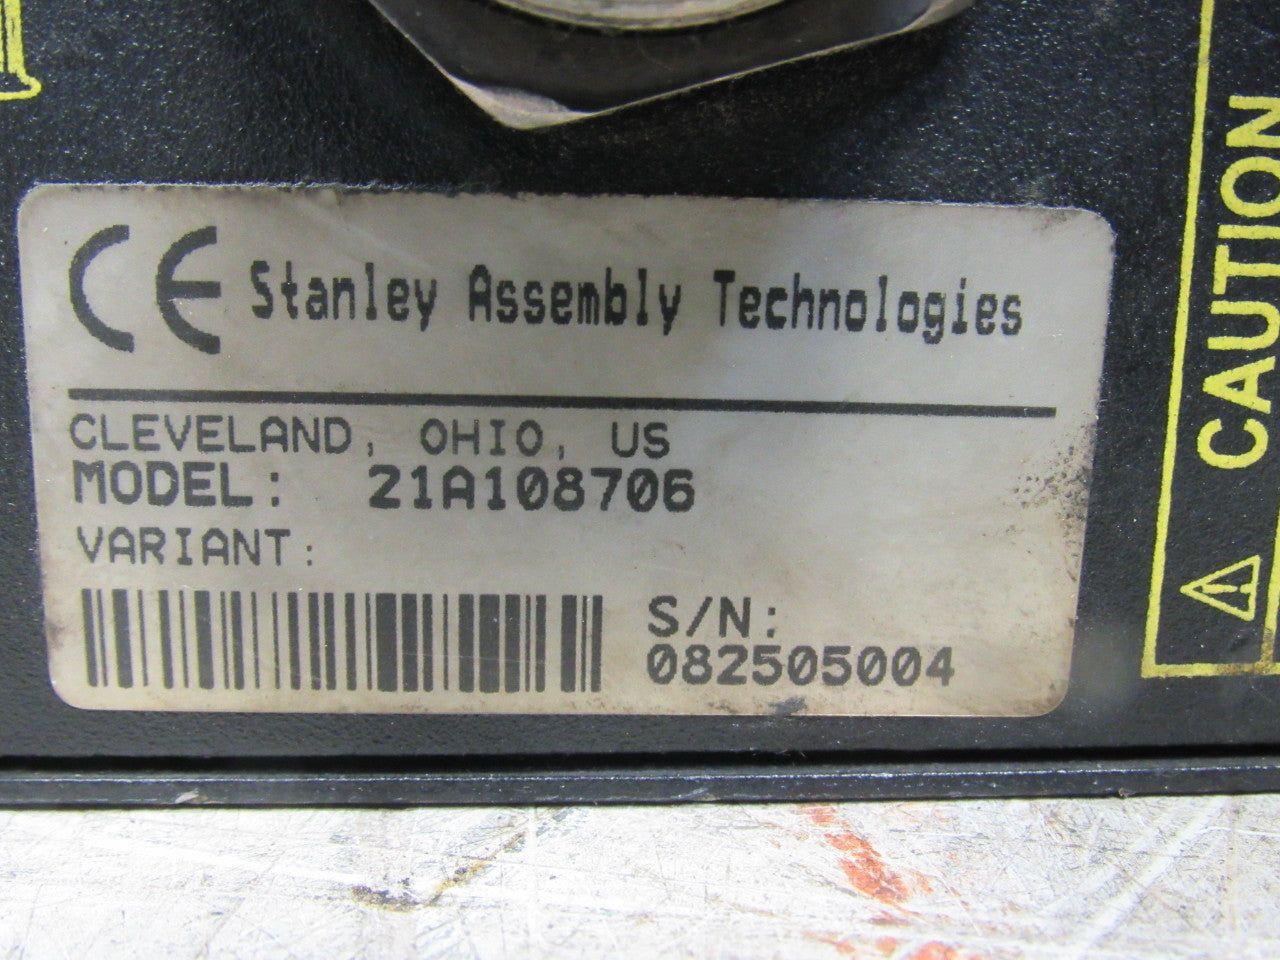 CE Stanley Assembly Technologies
CLEVELAND, OHIO, US
MODEL: 21A108706
VARIANT:
S/N:
082505004
CAUTION